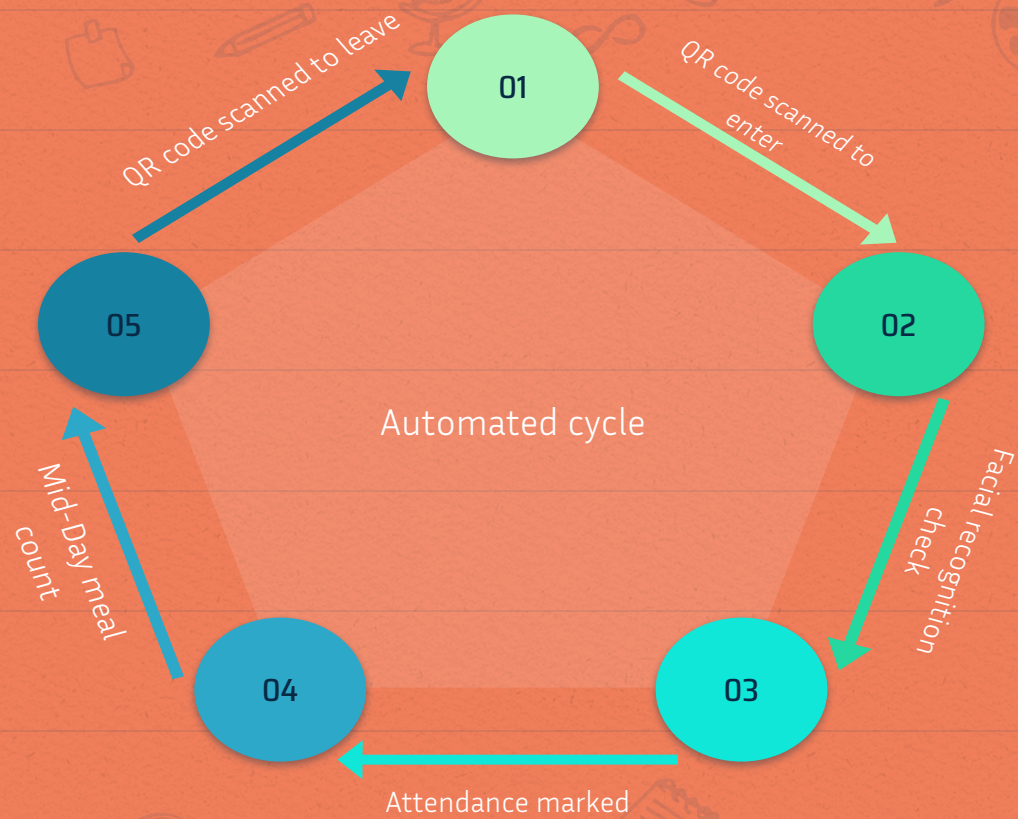 01
QR code scanned to
enter
02
Facial recognition
check
03
Attendance marked
04
Mid-Day meal
count
05
QR code scanned to leave
Automated cycle